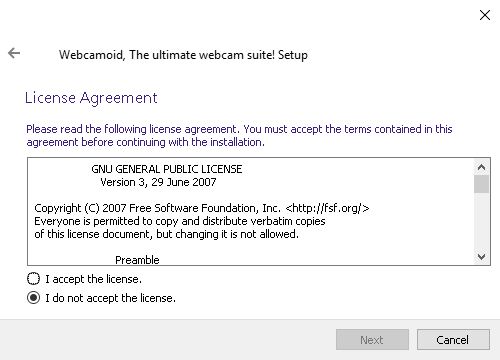 Webcamoid, The ultimate webcam suite! Setup
License Agreement
Please read the following license agreement. You must accept the terms contained in this
agreement before continuing with the installation.
GNU GENERAL PUBLIC LICENSE
Version 3, 29 June 2007
Copyright (C) 2007 Free Software Foundation, Inc. <http://fsf.org/>
Everyone is permitted to copy and distribute verbatim copies
of this license document, but changing it is not allowed.
Preamble
I accept the license.
I do not accept the license.
Next
Cancel